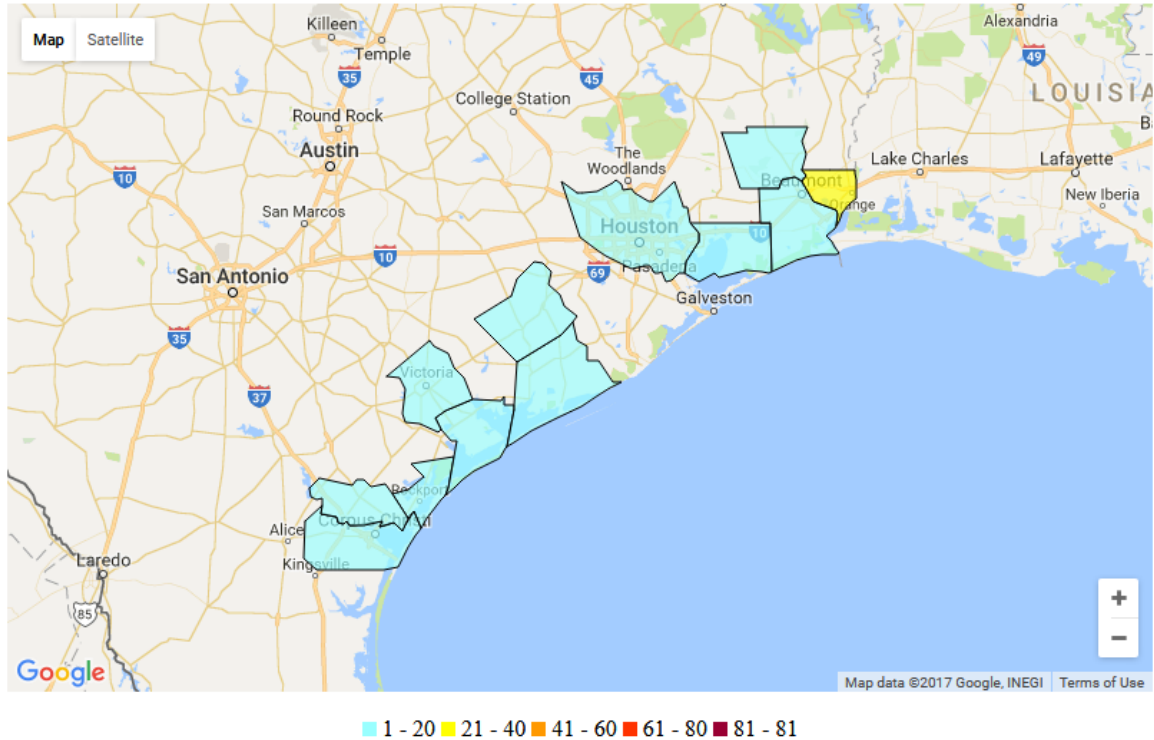 Killeen
Alexandria
Map
Satellite
Temple
49
35
45
College Station
LOUISIA
Round Rock
B
Austin
The
Woodlands
Lake Charles
Lafayette
10
Beaumont
New Iberia
San Marcos
Orange
Houston
10
10
69
Pasadena
San Antonio
Galveston
35
Victoria
37
Rockport
Corpus Christi
Alice
Kingsville
Laredo
85
+
−
Google
Map data ©2017 Google, INEGI
Terms of Use
1 - 20 21 - 40 41 - 60 61 - 80 81 - 81